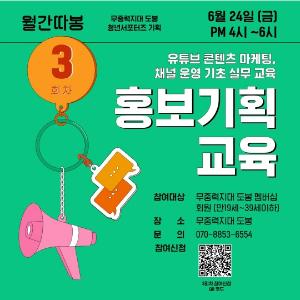 월간따봉
무중력지대 도봉
청년서포터즈 기획
6월 24일 (금)
PM 4시 ~6시
3
회차
유튜브 콘텐츠 마케팅,
채널 운영 기초 실무 교육
홍보기획
교육
참여대상 무중력지대 도봉 멤버십
회원 (만19세~39세이하)
장 소 무중력지대 도봉
문 의 070-8853-6554
참여신청